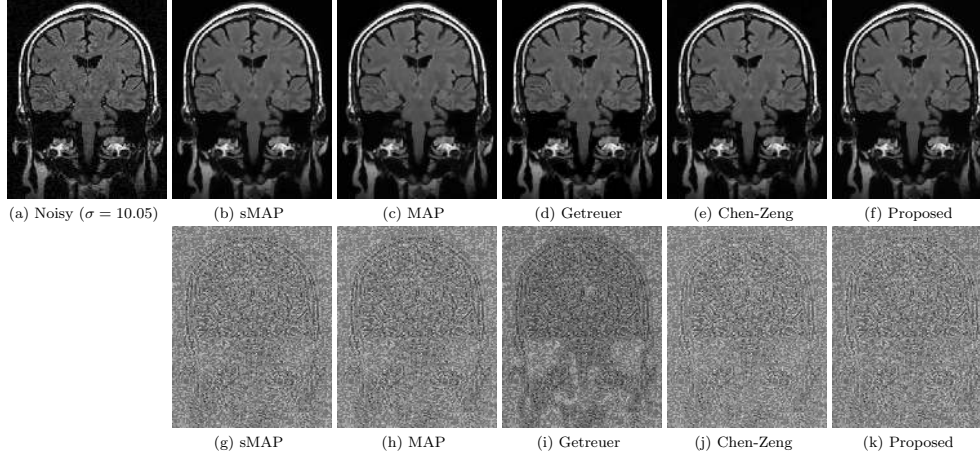 (a) Noisy (σ = 10.05) (b) sMAP (c) MAP (d) Getreuer (e) Chen-Zeng (f) Proposed
(g) sMAP (h) MAP (i) Getreuer (j) Chen-Zeng (k) Proposed